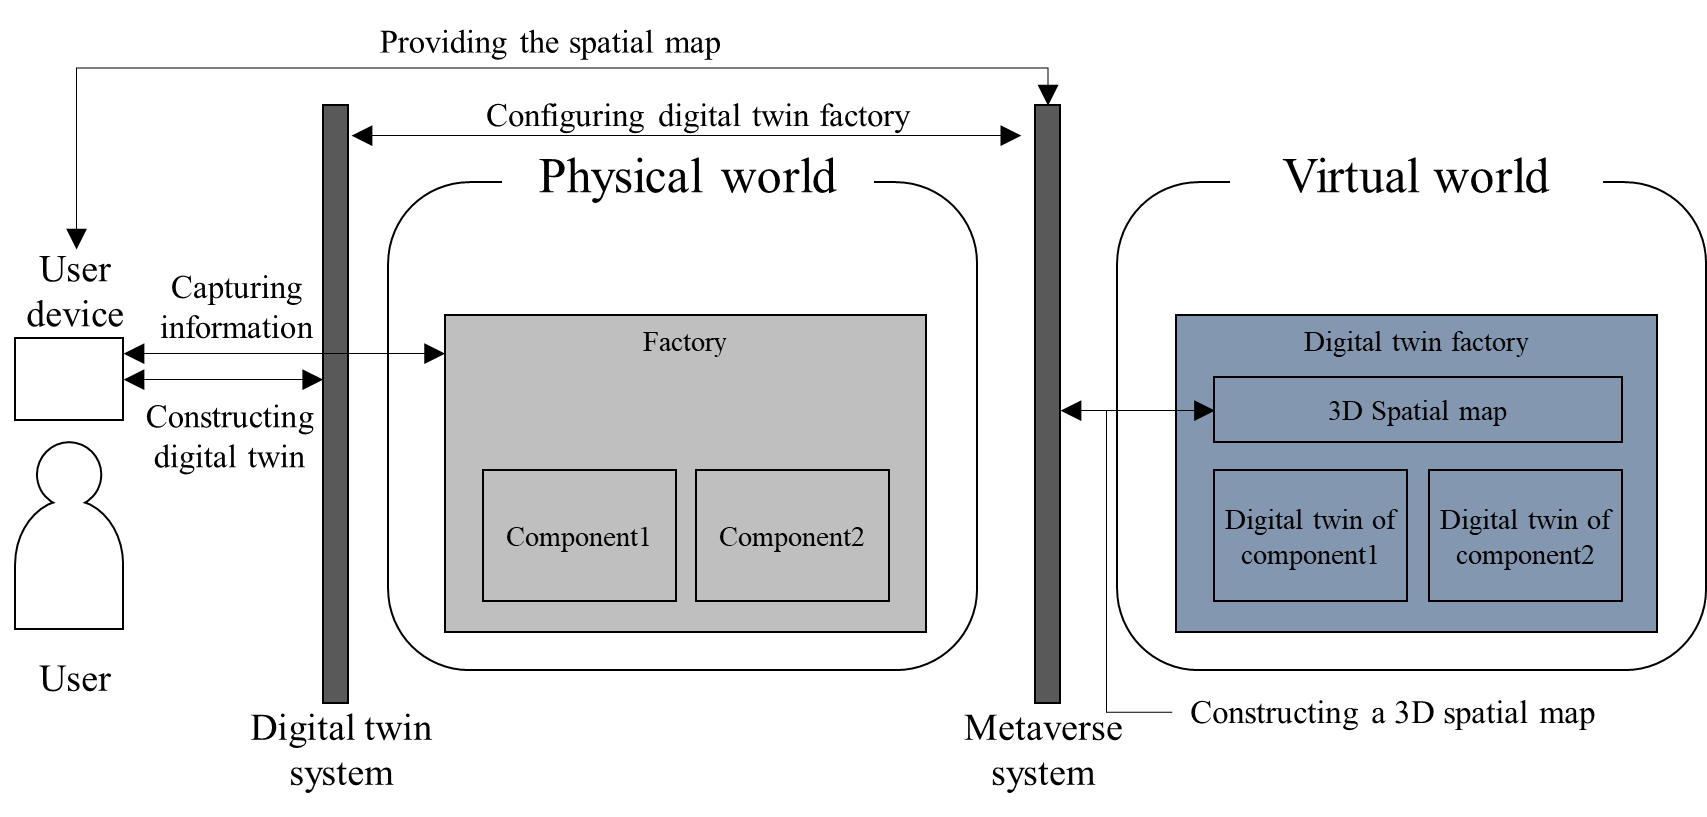 Providing the spatial map
Configuring digital twin factory
Physical world
Virtual world
User
device
Capturing
information
Constructing
digital twin
User
Factory
Component1
Component2
Digital twin factory
3D Spatial map
Digital twin of
component1
Digital twin of
component2
Digital twin
system
Metaverse
system
Constructing a 3D spatial map